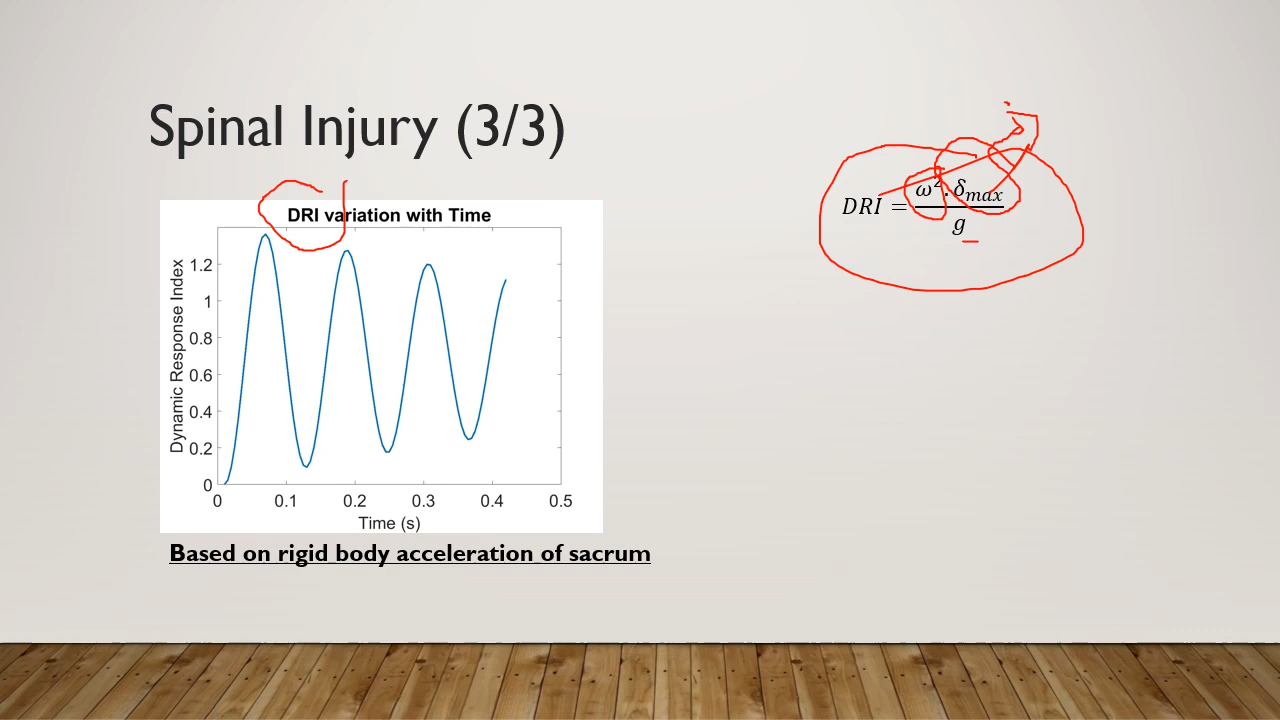 Spinal Injury (3/3)
DRI = ω². δmax / g
DRI variation with Time
Dynamic Response Index
1.2
1
0.8
0.6
0.4
0.2
0
0 0.1 0.2 0.3 0.4 0.5
Time (s)
Based on rigid body acceleration of sacrum